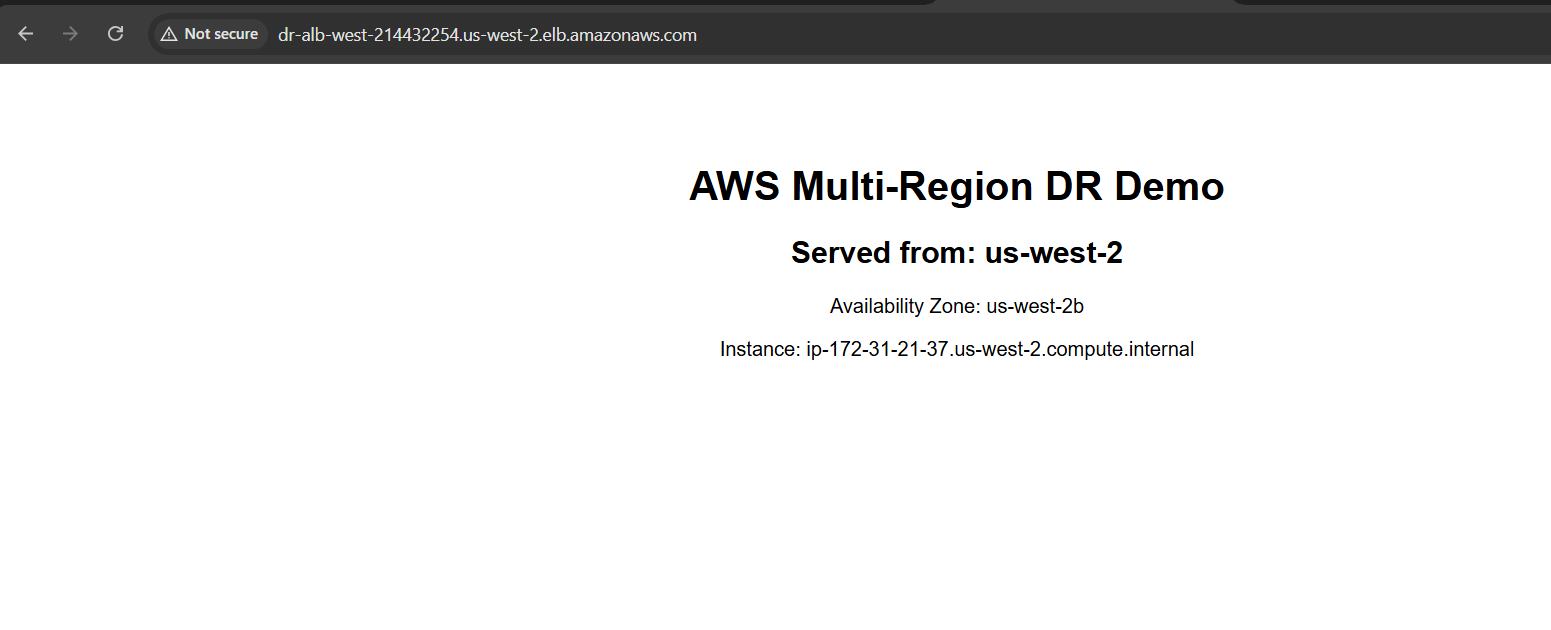 Not secure dr-alb-west-214432254.us-west-2.elb.amazonaws.com
AWS Multi-Region DR Demo
Served from: us-west-2
Availability Zone: us-west-2b
Instance: ip-172-31-21-37.us-west-2.compute.internal